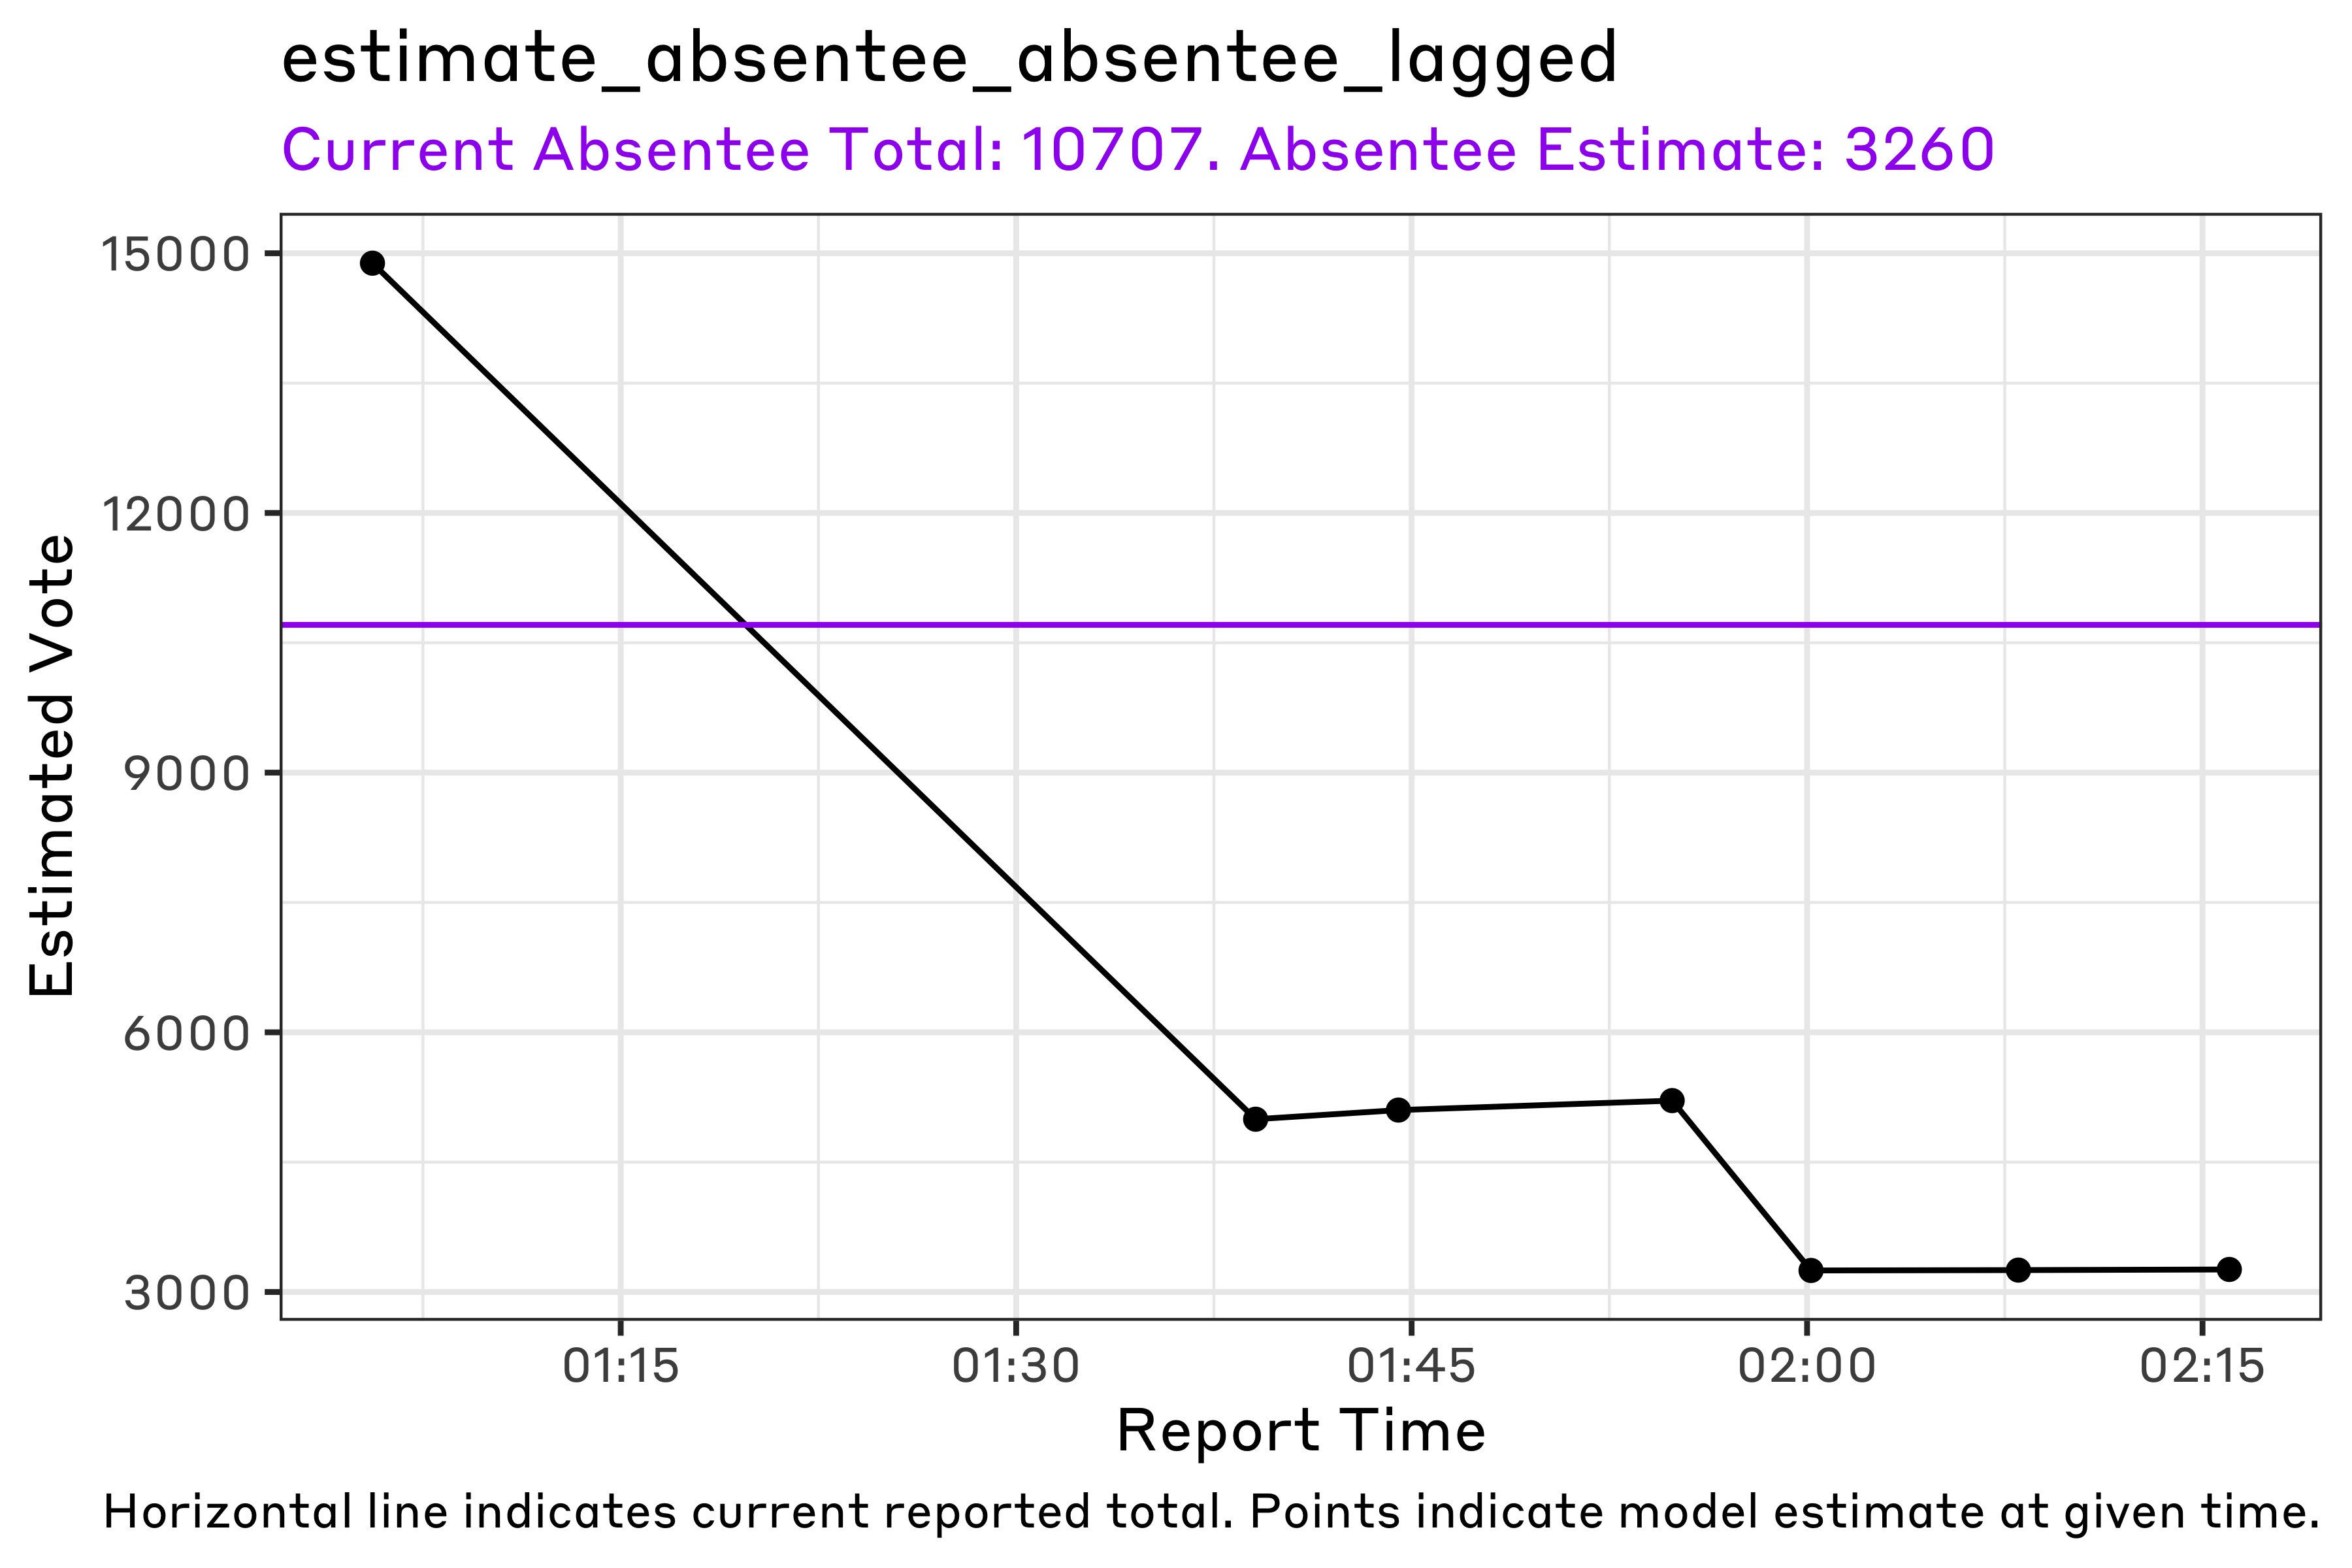 estimate_absentee_absentee_lagged
Current Absentee Total: 10707. Absentee Estimate: 3260
Estimated Vote
15000
12000
9000
6000
3000
01:15
01:30
01:45
02:00
02:15
Report Time
Horizontal line indicates current reported total. Points indicate model estimate at given time.